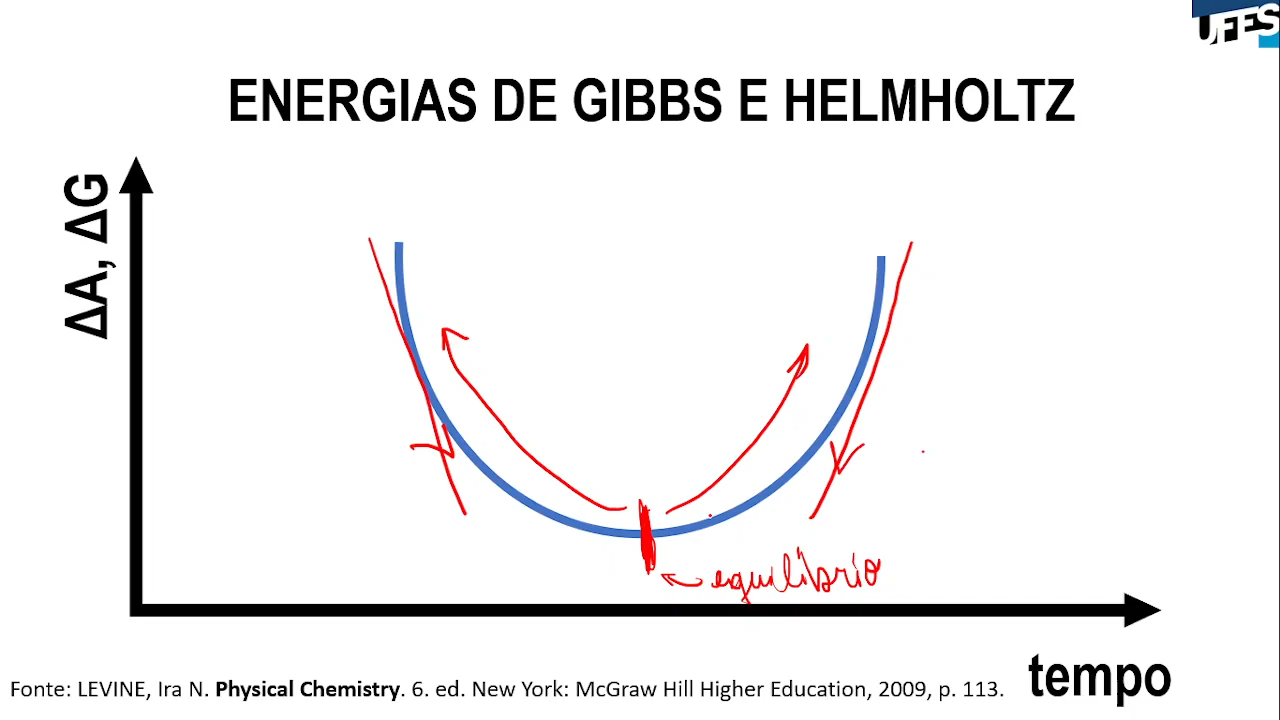 UFES
ENERGIAS DE GIBBS E HELMHOLTZ
ΔA, ΔG
equilíbrio
tempo
Fonte: LEVINE, Ira N. Physical Chemistry. 6. ed. New York: McGraw Hill Higher Education, 2009, p. 113.